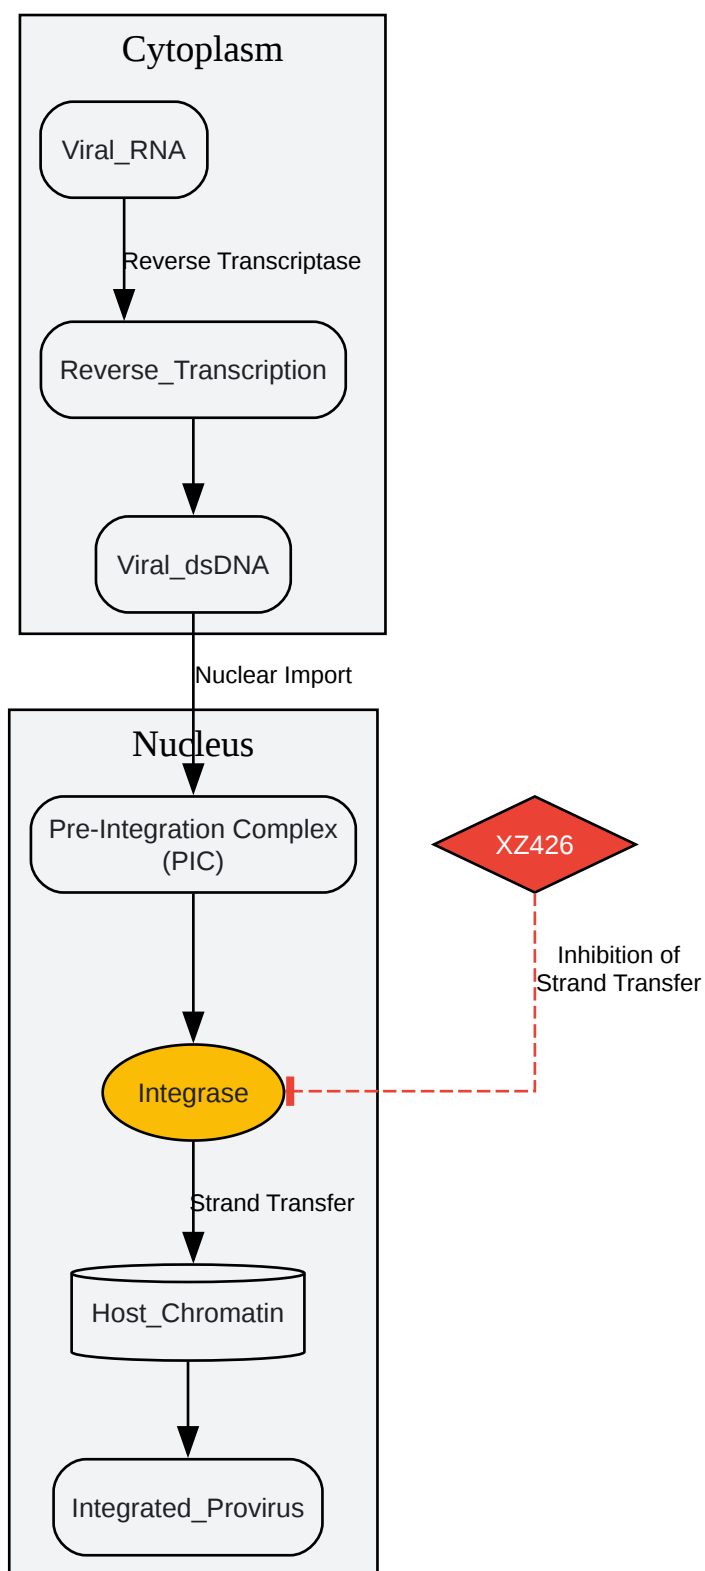 Cytoplasm
Viral_RNA
Reverse Transcriptase
Reverse_Transcription
Viral_dsDNA
Nuclear Import
Nucleus
Pre-Integration Complex
(PIC)
XZ426
Inhibition of
Strand Transfer
Integrase
Strand Transfer
Host_Chromatin
Integrated_Provirus